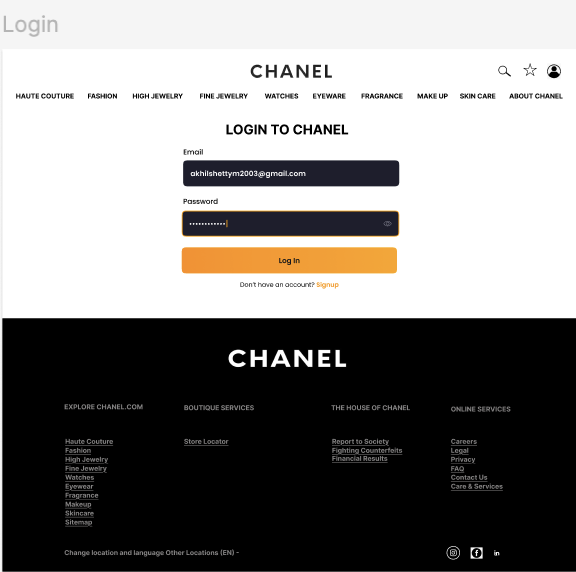 Login
CHANEL
HAUTE COUTURE FASHION HIGH JEWELRY FINE JEWELRY WATCHES EYEWEAR FRAGRANCE MAKE UP SKIN CARE ABOUT CHANEL
LOGIN TO CHANEL
Email
akhilshettym2003@gmail.com
Password
••••••••••••
Log In
Don't have an account? Signup
CHANEL
EXPLORE CHANEL.COM BOUTIQUE SERVICES THE HOUSE OF CHANEL ONLINE SERVICES
Haute Couture Store Locator Report to Society Careers
Fashion Fighting Counterfeits Legal
High Jewelry Financial Results Privacy
Fine Jewelry FAQ
Watches Contact Us
Eyewear Care & Services
Fragrance
Makeup
Skincare
Sitemap
Change location and language Other Locations (EN) - in